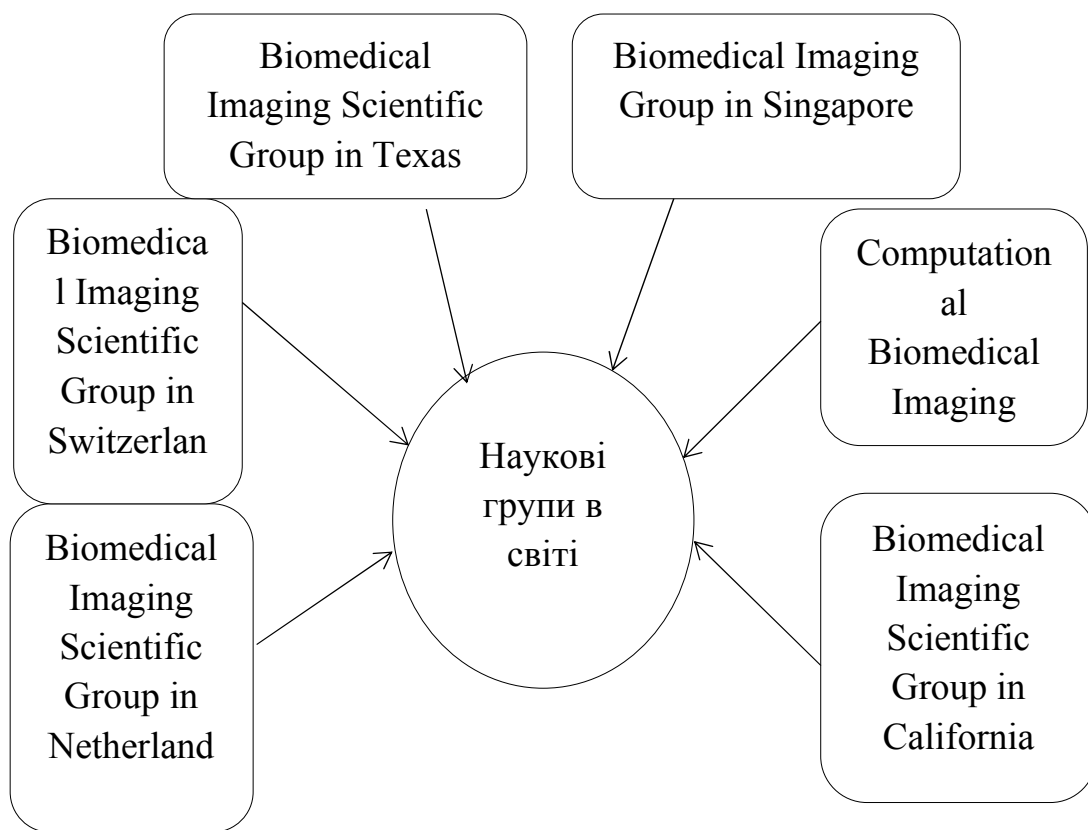 Biomedical
Imaging Scientific
Group in Texas
Biomedical Imaging
Group in Singapore
Biomedica
l Imaging
Scientific
Group in
Switzerlan
Computation
al
Biomedical
Imaging
Наукові
групи в
світі
Biomedical
Imaging
Scientific
Group in
Netherland
Biomedical
Imaging
Scientific
Group in
California